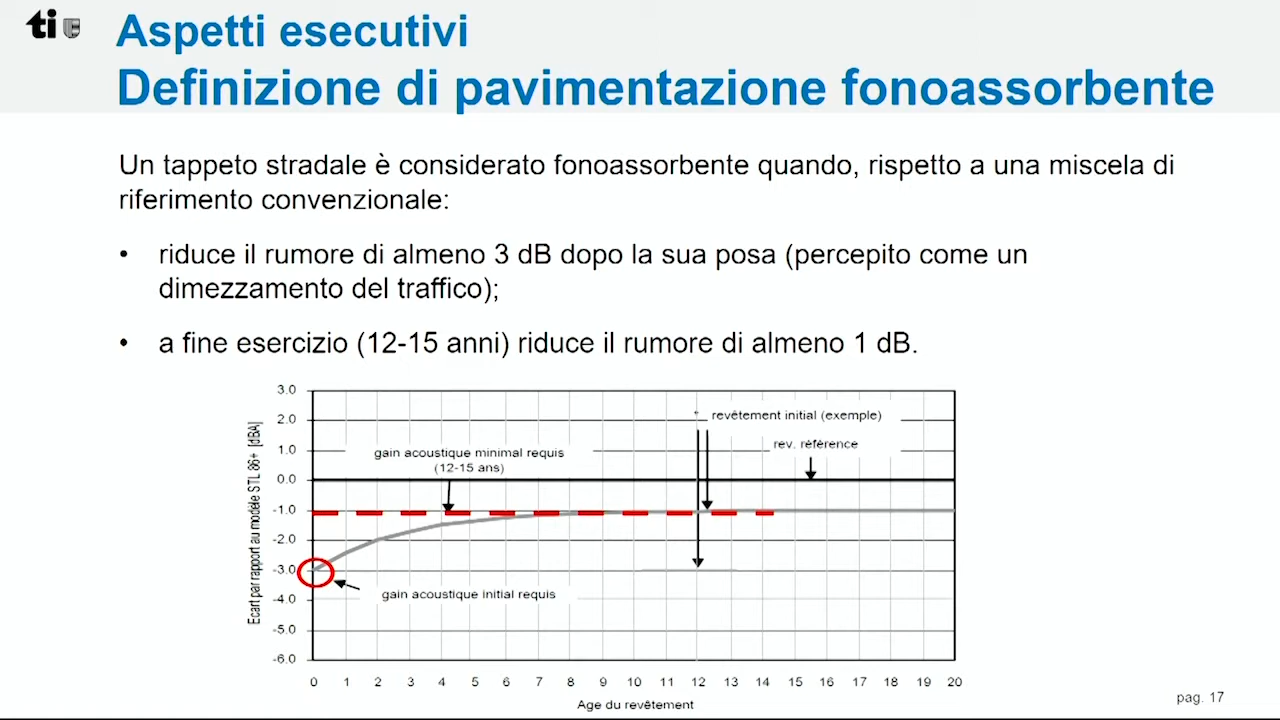 ti
Aspetti esecutivi
Definizione di pavimentazione fonoassorbente
Un tappeto stradale è considerato fonoassorbente quando, rispetto a una miscela di
riferimento convenzionale:
• riduce il rumore di almeno 3 dB dopo la sua posa (percepito come un
dimezzamento del traffico);
• a fine esercizio (12-15 anni) riduce il rumore di almeno 1 dB.
3.0
2.0
1.0
0.0
-1.0
-2.0
-3.0
-4.0
-5.0
-6.0
Ecart par rapport au modèle STL 86+ [dBA]
revêtement initial (exemple)
rev. référence
gain acoustique minimal requis
(12-15 ans)
gain acoustique initial requis
0 1 2 3 4 5 6 7 8 9 10 11 12 13 14 15 16 17 18 19 20
Age du revêtement
pag. 17